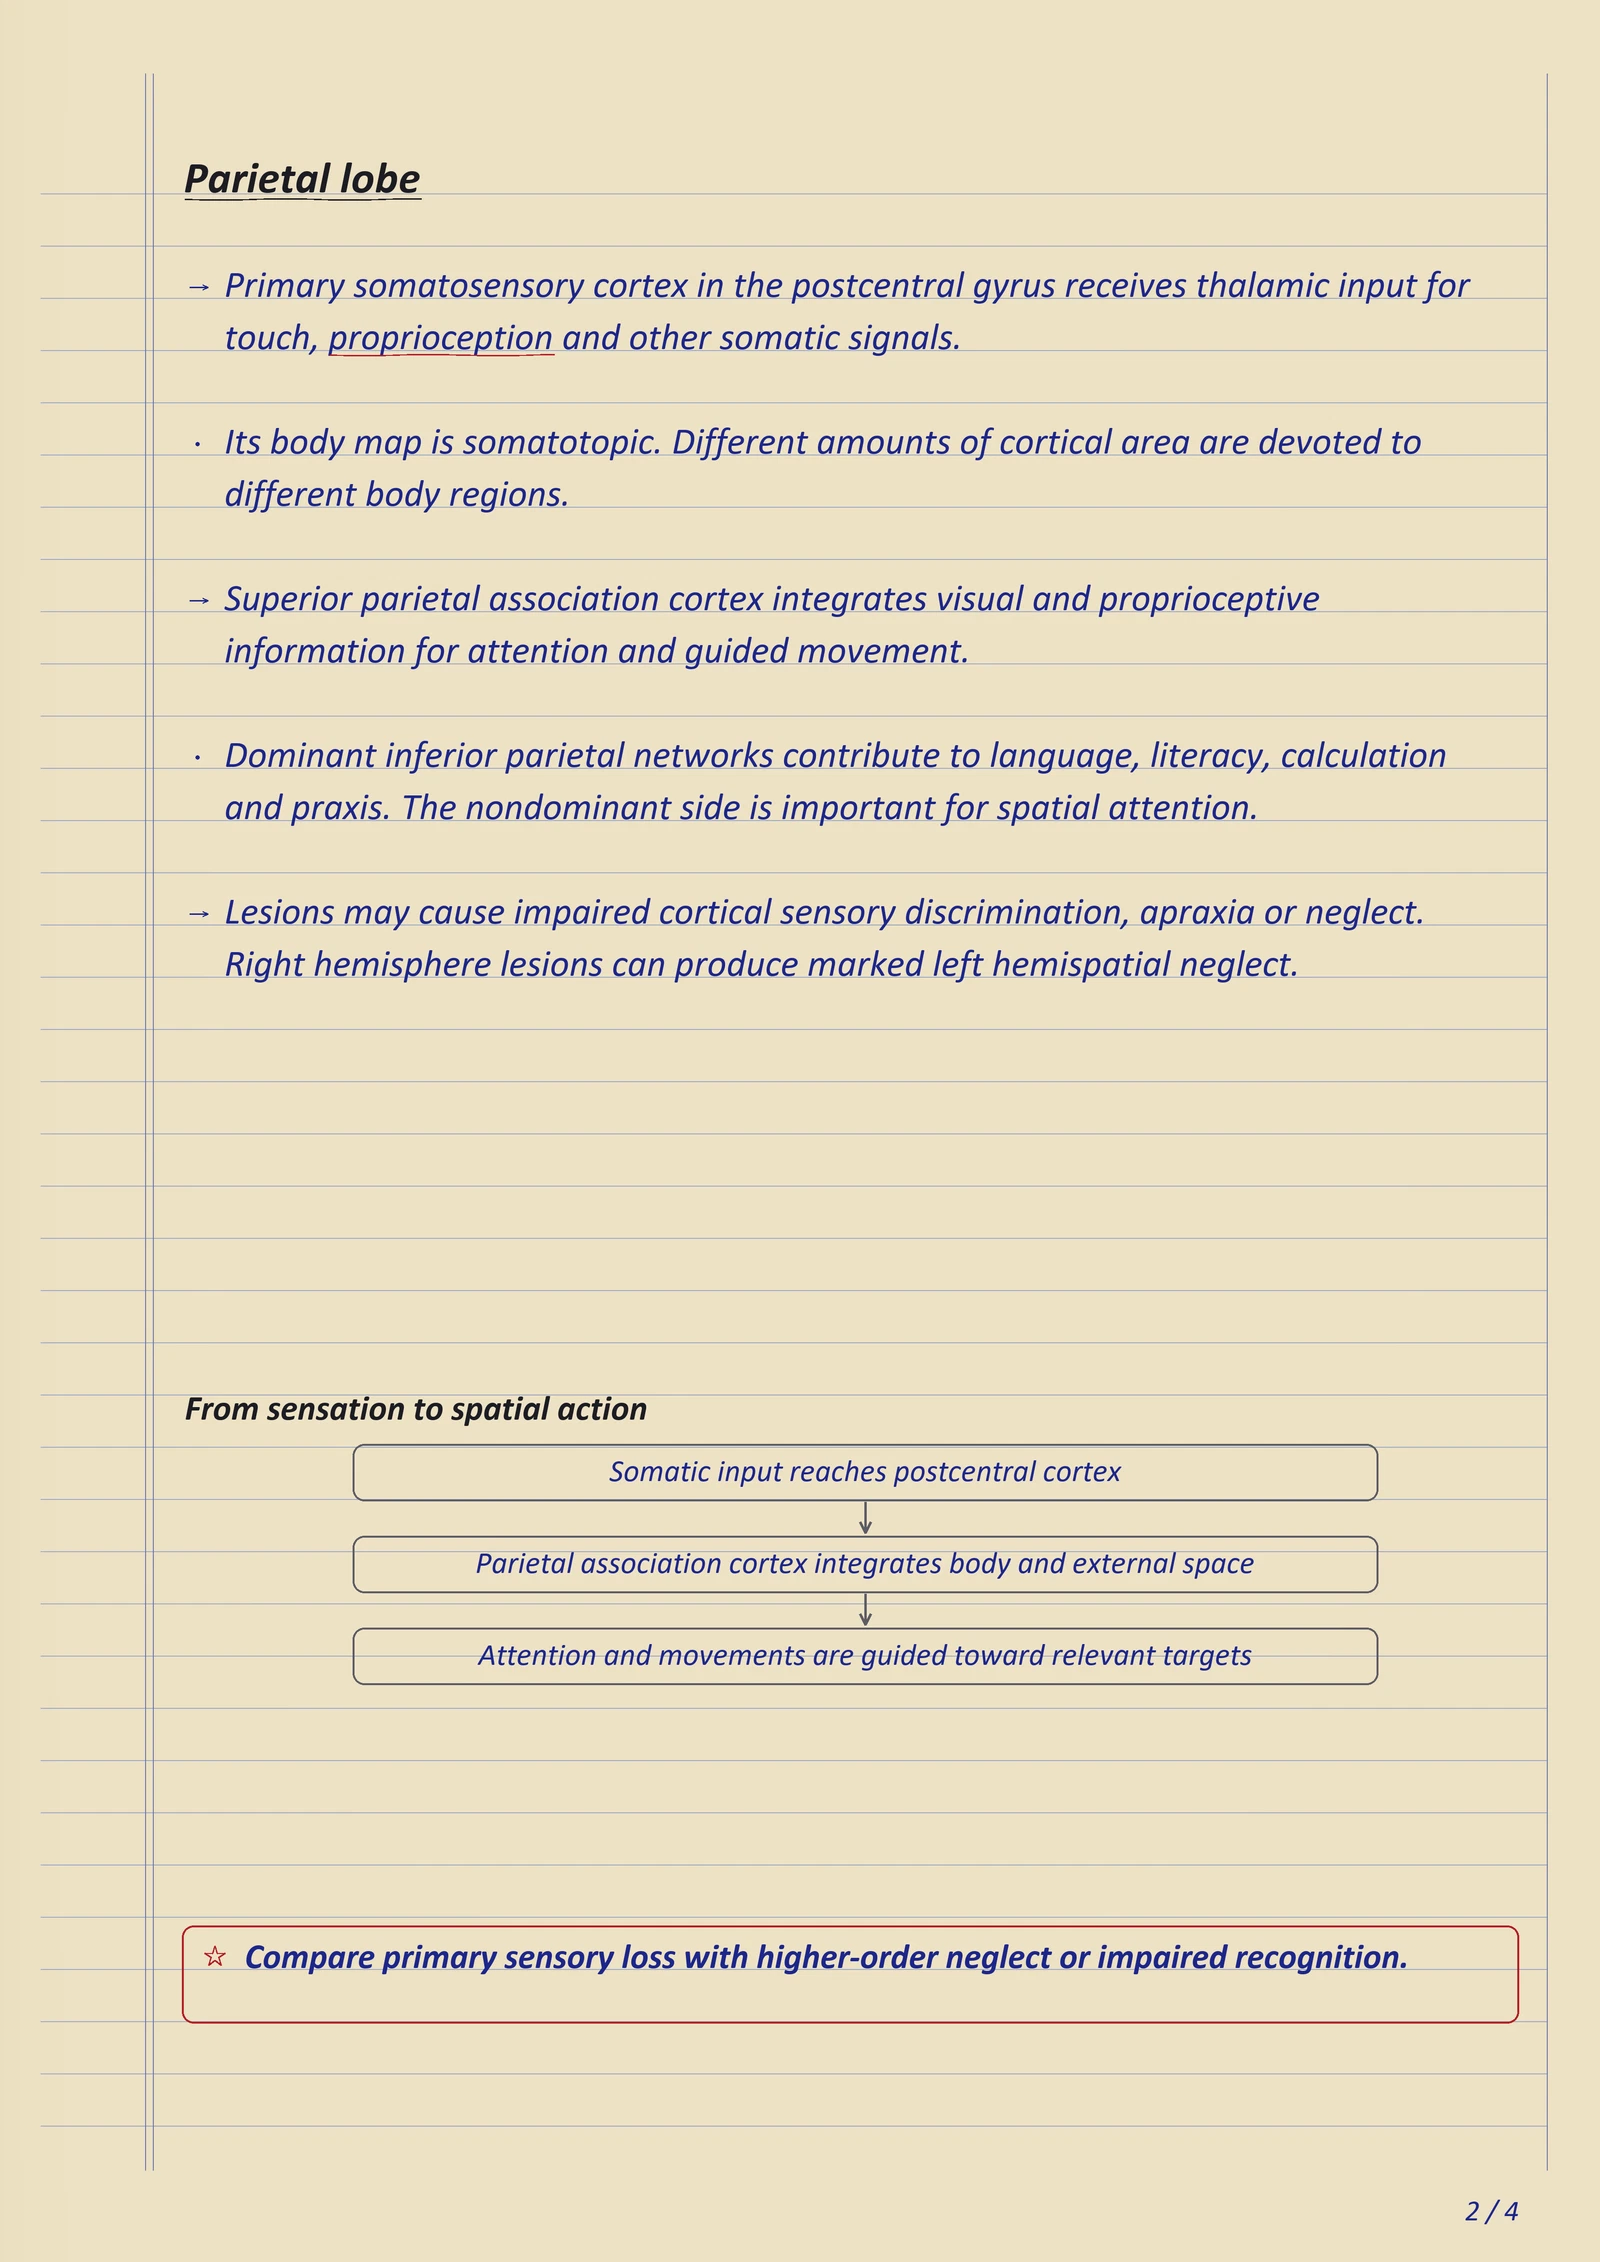 Parietal lobe
→ Primary somatosensory cortex in the postcentral gyrus receives thalamic input for
touch, proprioception and other somatic signals.
· Its body map is somatotopic. Different amounts of cortical area are devoted to
different body regions.
→ Superior parietal association cortex integrates visual and proprioceptive
information for attention and guided movement.
· Dominant inferior parietal networks contribute to language, literacy, calculation
and praxis. The nondominant side is important for spatial attention.
→ Lesions may cause impaired cortical sensory discrimination, apraxia or neglect.
Right hemisphere lesions can produce marked left hemispatial neglect.
From sensation to spatial action
Somatic input reaches postcentral cortex
Parietal association cortex integrates body and external space
Attention and movements are guided toward relevant targets
☆ Compare primary sensory loss with higher-order neglect or impaired recognition.
2 / 4